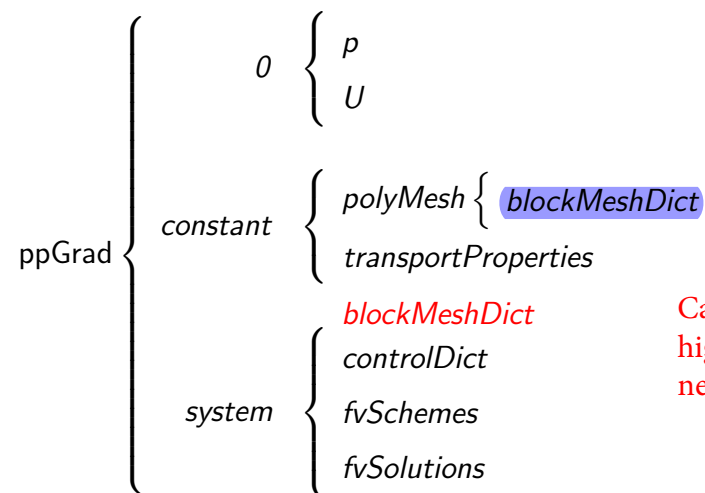 p
0
U
polyMesh { blockMeshDict
constant
ppGrad
transportProperties
blockMeshDict
controlDict
system
fvSchemes
fvSolutions